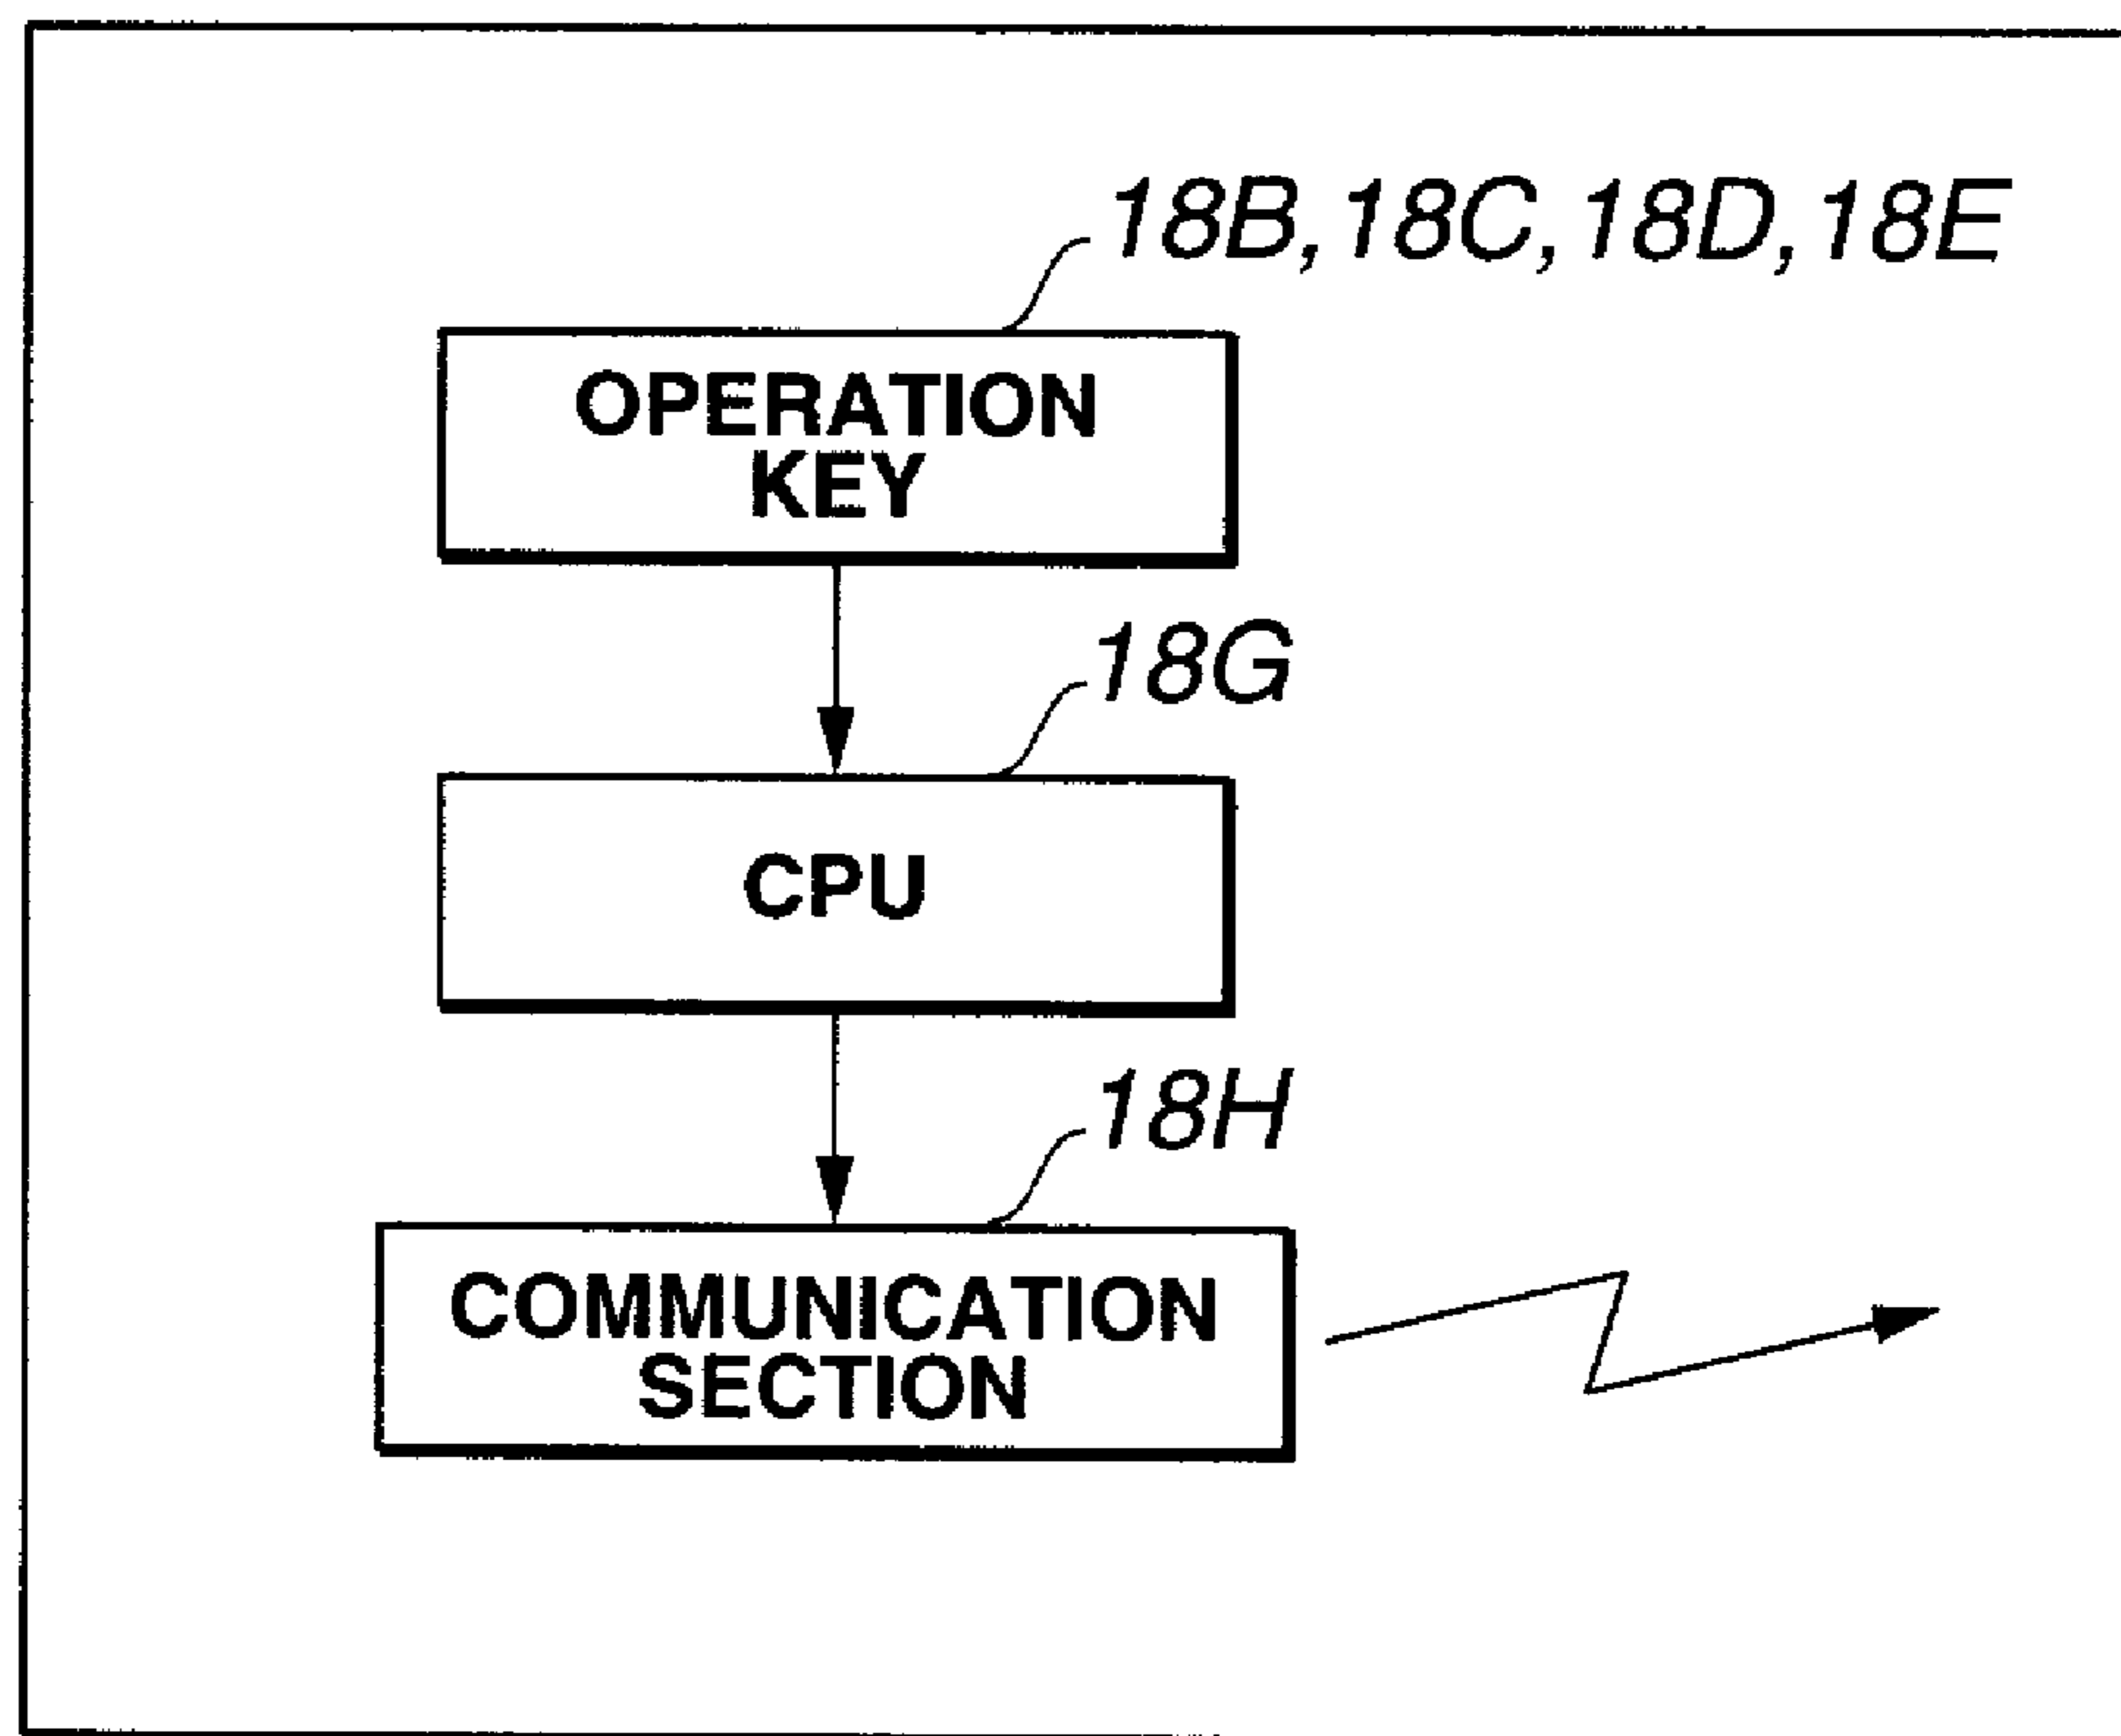 18B, 18C, 18D, 18E
OPERATION
KEY
18G
CPU
18H
COMMUNICATION
SECTION